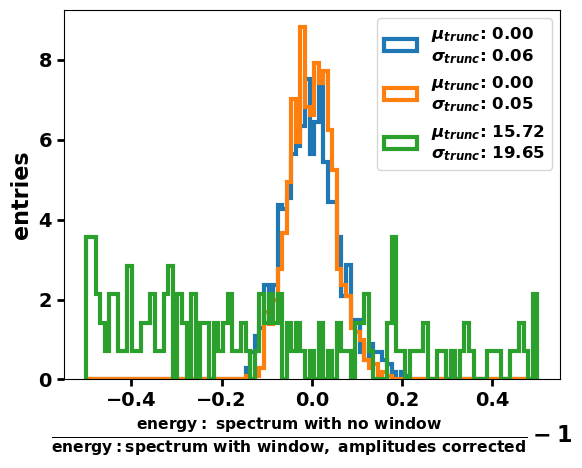 μtrunc: 0.00
σtrunc: 0.06
μtrunc: 0.00
σtrunc: 0.05
μtrunc: 15.72
σtrunc: 19.65
entries
8
6
4
2
0
−0.4 −0.2 0.0 0.2 0.4
energy: spectrum with no window
energy: spectrum with window, amplitudes corrected − 1